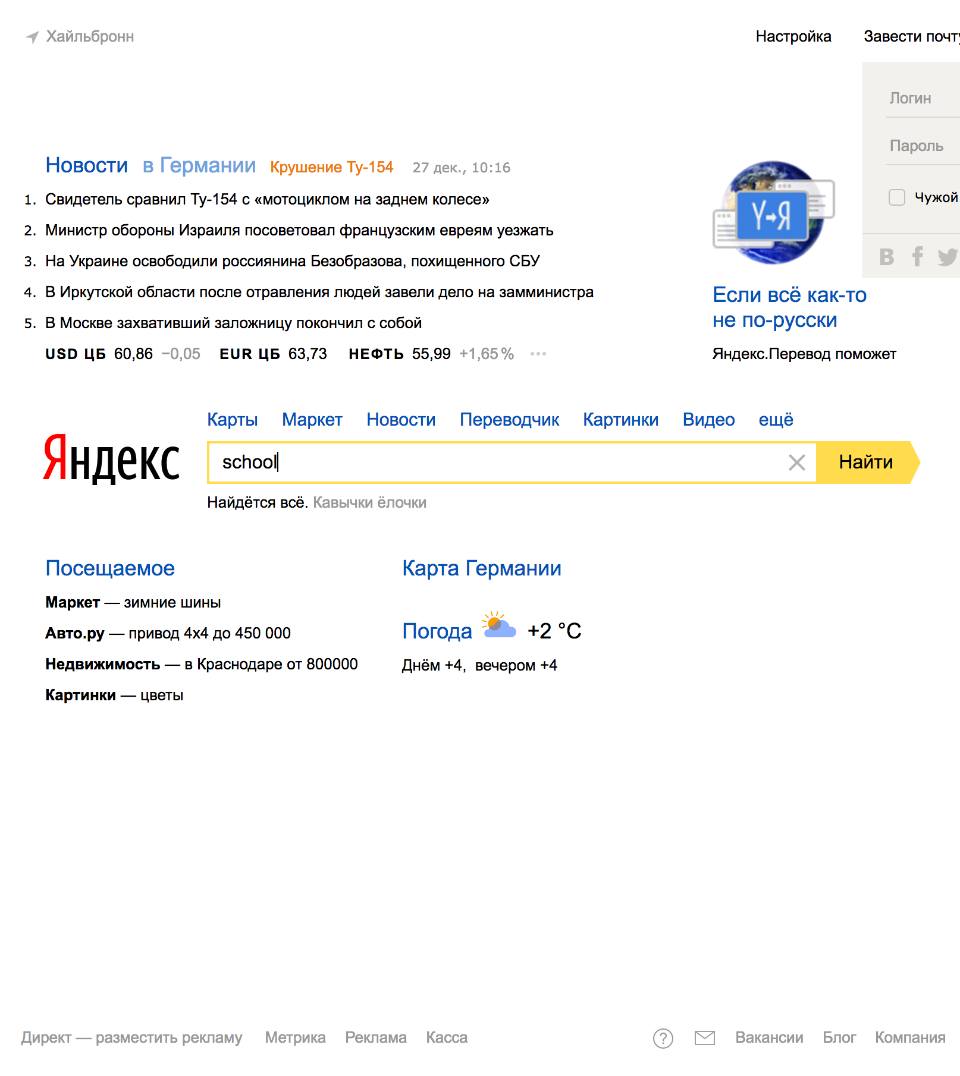 Хайльбронн
Настройка
Завести почту
Логин
Пароль
Чужой
Новости в Германии Крушение Ту-154 27 дек., 10:16
1. Свидетель сравнил Ту-154 с «мотоциклом на заднем колесе»
2. Министр обороны Израиля посоветовал французским евреям уезжать
3. На Украине освободили россиянина Безобразова, похищенного СБУ
4. В Иркутской области после отравления людей завели дело на замминистра
5. В Москве захвативший заложницу покончил с собой
USD ЦБ 60,86 −0,05 EUR ЦБ 63,73 НЕФТЬ 55,99 +1,65%
Y→Я
Если всё как-то
не по-русски
Яндекс.Перевод поможет
Карты Маркет Новости Переводчик Картинки Видео ещё
Яндекс
school
Найти
Найдётся всё. Кавычки ёлочки
Посещаемое
Маркет — зимние шины
Авто.ру — привод 4x4 до 450 000
Недвижимость — в Краснодаре от 800000
Картинки — цветы
Карта Германии
Погода +2 °C
Днём +4, вечером +4
Директ — разместить рекламу Метрика Реклама Касса ? Вакансии Блог Компания